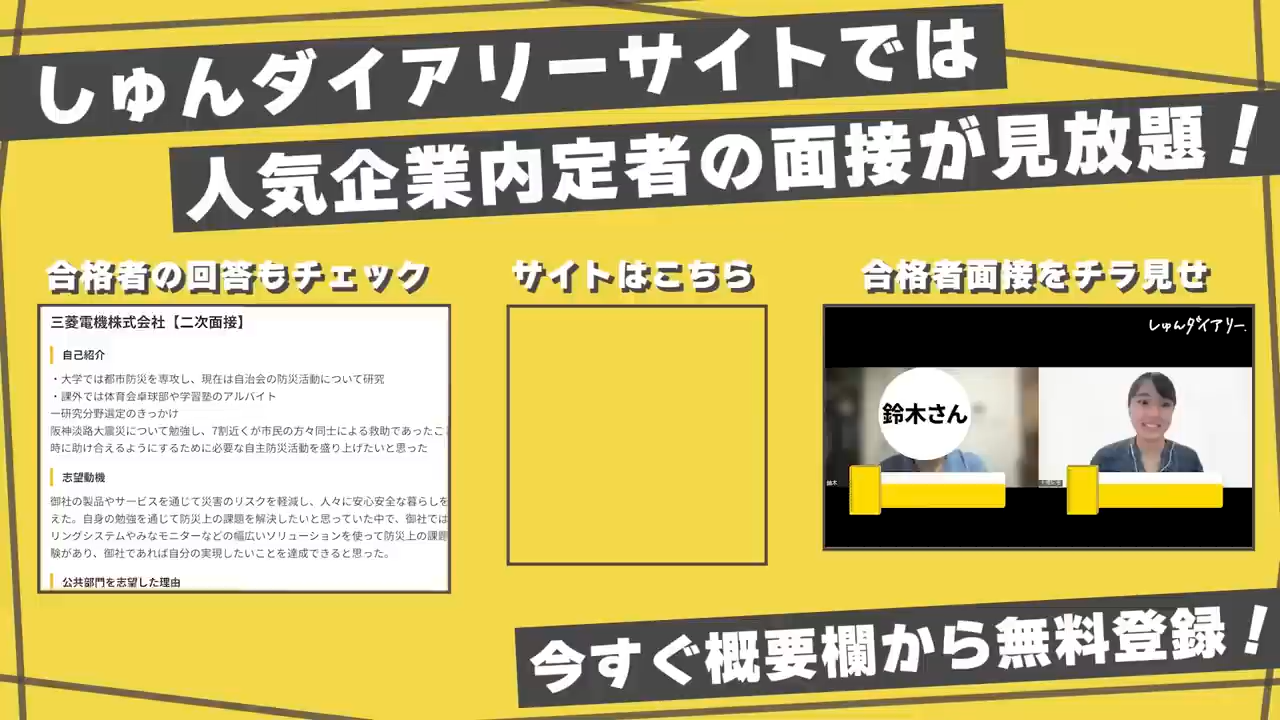 しゅんダイアリーサイトでは
人気企業内定者の面接が見放題！
合格者の回答もチェック
三菱電機株式会社【二次面接】
自己紹介
・大学では都市防災を専攻し、現在は自治会の防災活動について研究
・課外では体育会卓球部や学習塾のアルバイト
ー研究分野選定のきっかけ
阪神淡路大震災について勉強し、7割近くが市民の方々同士による救助であったこ
時に助け合えるようにするために必要な自主防災活動を盛り上げたいと思った
志望動機
御社の製品やサービスを通じて災害のリスクを軽減し、人々に安心安全な暮らしを
えた。自身の勉強を通じて防災上の課題を解決したいと思っていた中で、御社では
リングシステムやみなモニターなどの幅広いソリューションを使って防災上の課題
験があり、御社であれば自分の実現したいことを達成できると思った。
公共部門を志望した理由
サイトはこちら
合格者面接をチラ見せ
しゅんダイアリー.
鈴木さん
鈴木
今すぐ概要欄から無料登録！